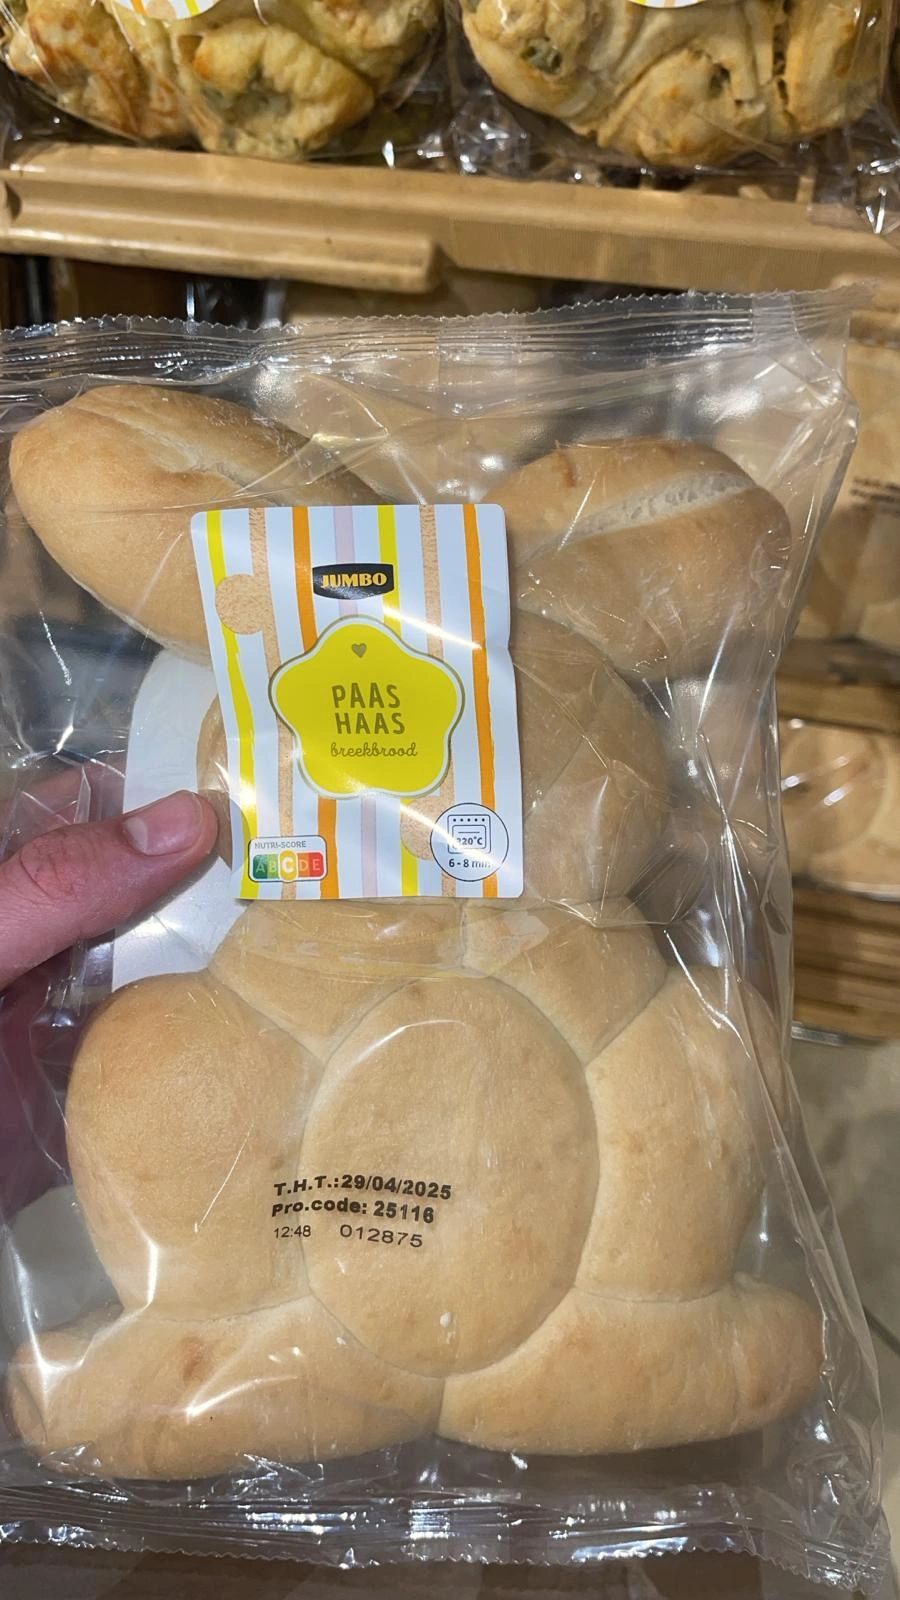 JUMBO
PAAS
HAAS
breekbrood
NUTRI-SCORE
A B C D E
220°C
6 - 8 min.
T.H.T.:29/04/2025
Pro.code: 25116
12:48 012875